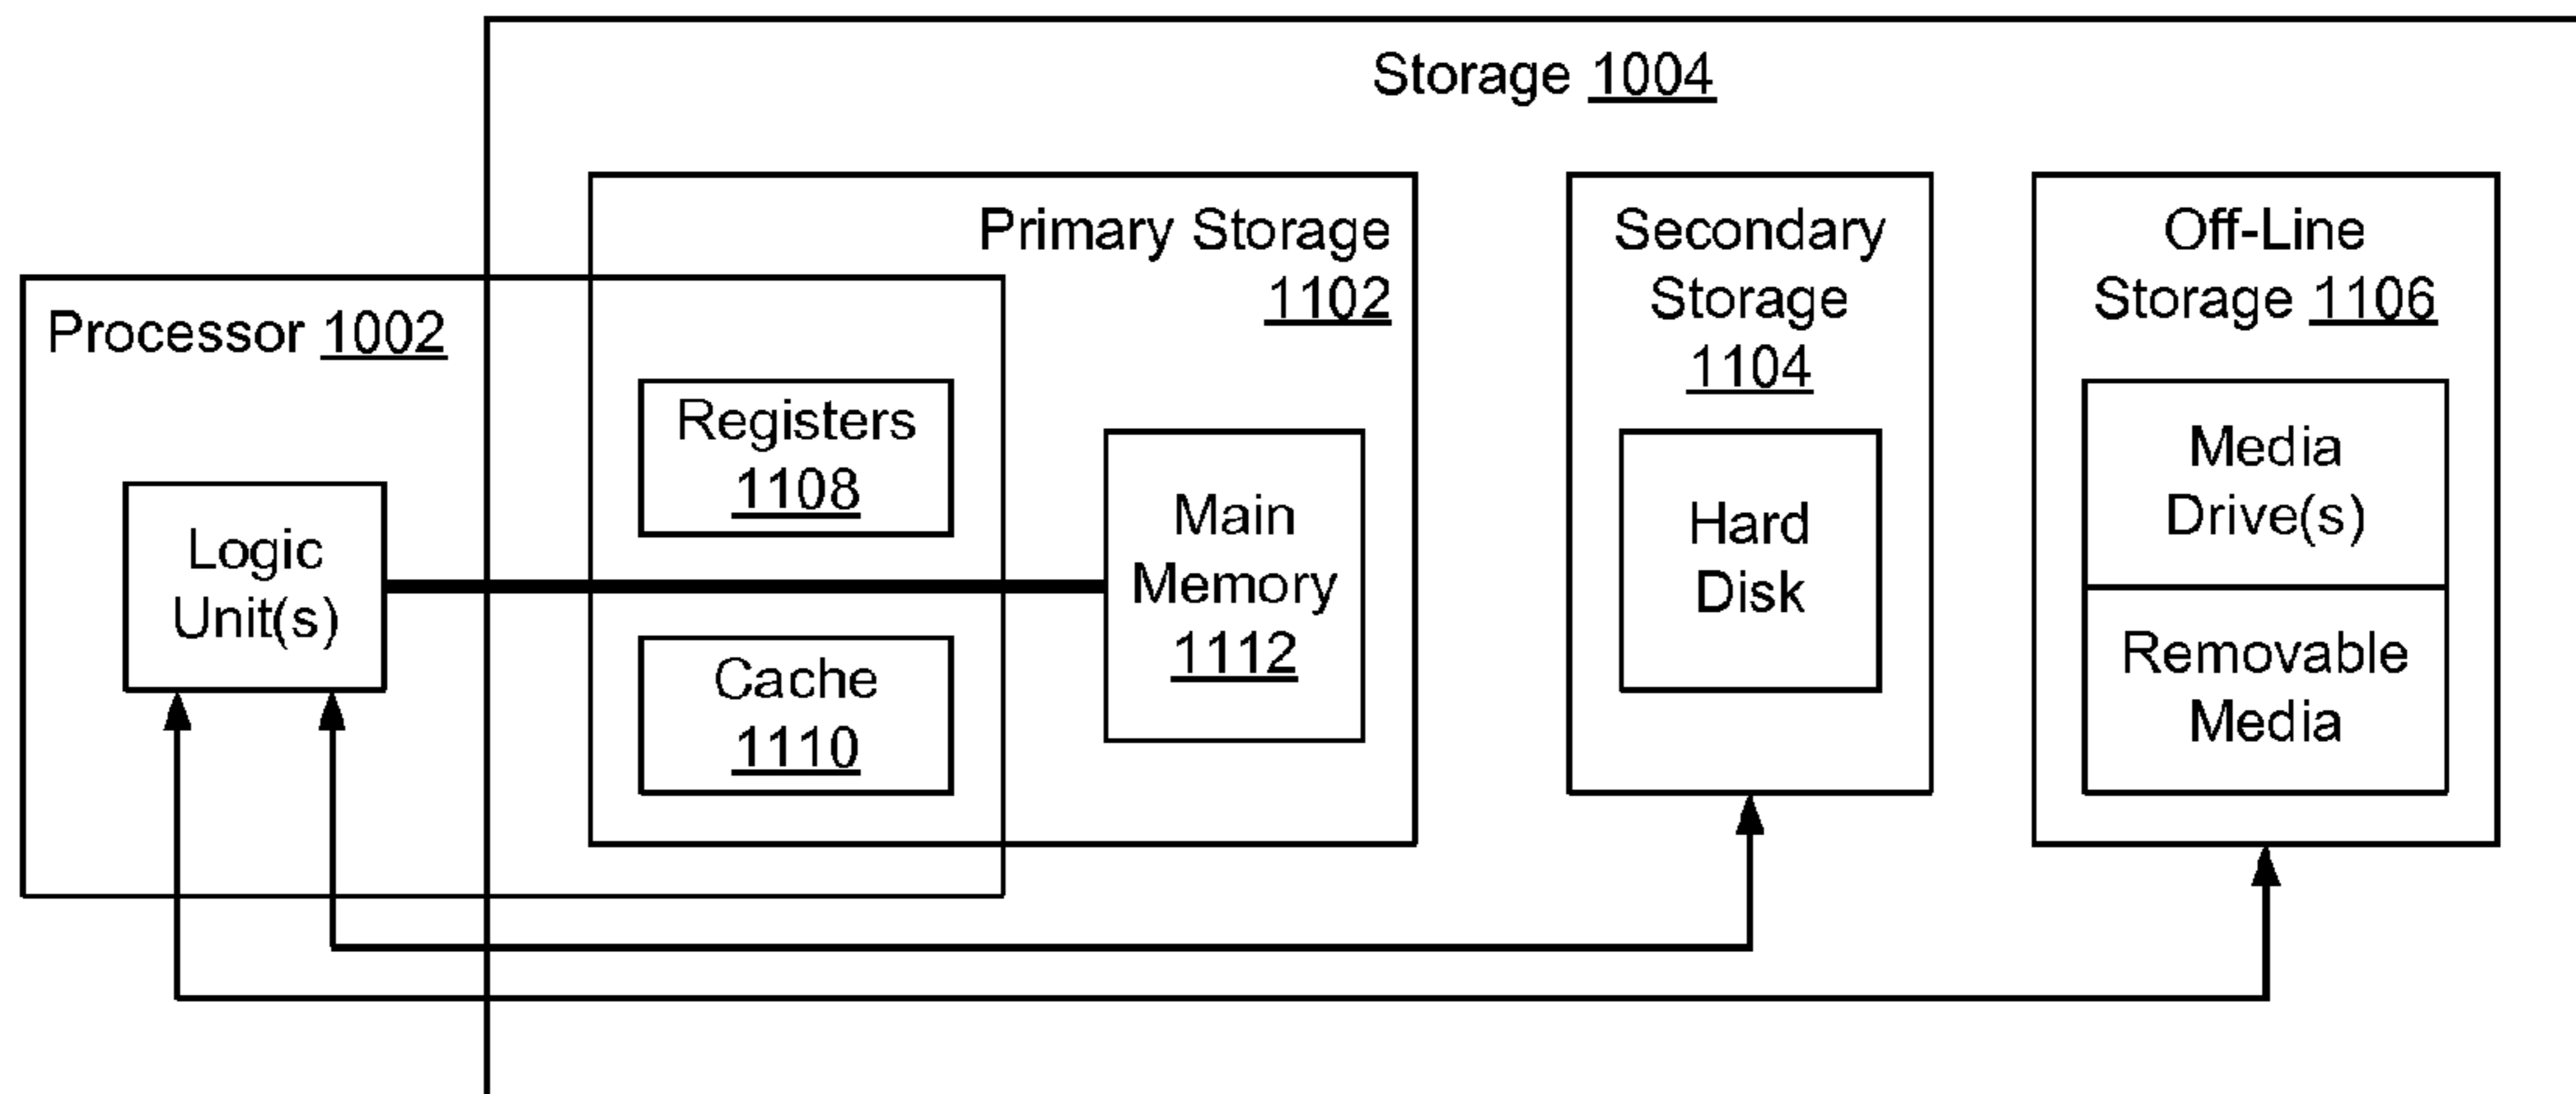 Storage 1004
Primary Storage
1102
Secondary
Storage
1104
Off-Line
Storage 1106
Processor 1002
Registers
1108
Logic
Unit(s)
Cache
1110
Main
Memory
1112
Hard
Disk
Media
Drive(s)
Removable
Media